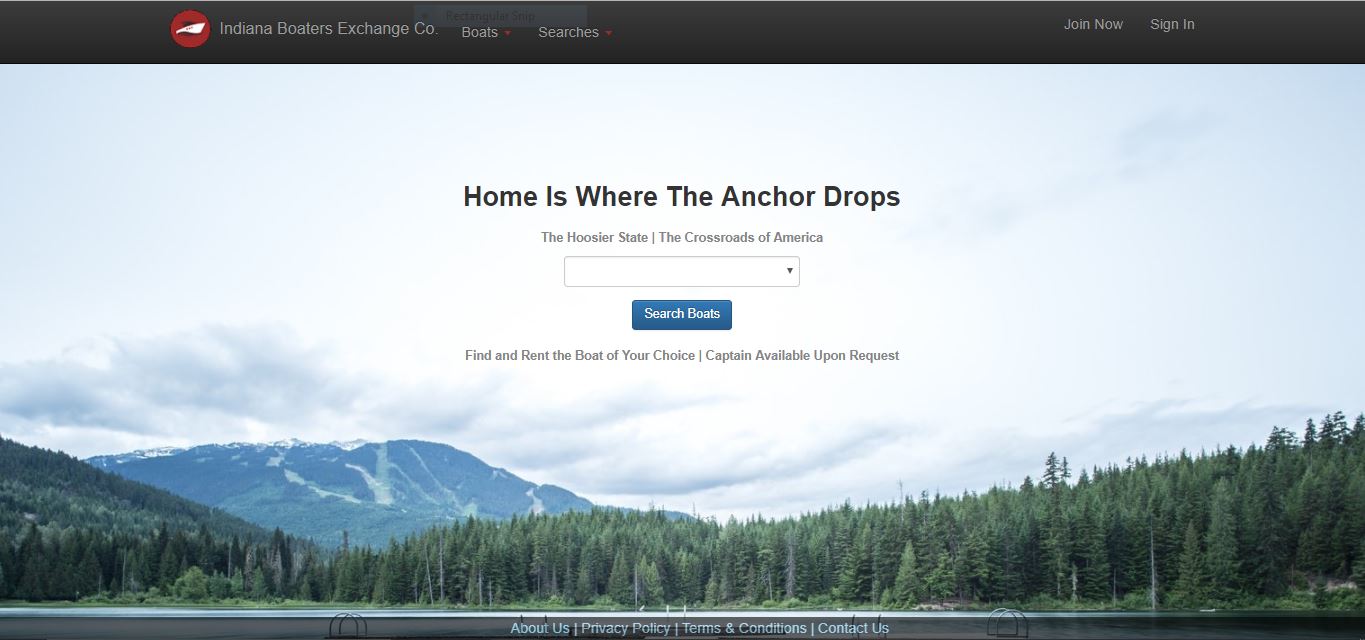 Rectangular Snip
Indiana Boaters Exchange Co. Boats Searches Join Now Sign In
Home Is Where The Anchor Drops
The Hoosier State | The Crossroads of America
Search Boats
Find and Rent the Boat of Your Choice | Captain Available Upon Request
About Us | Privacy Policy | Terms & Conditions | Contact Us